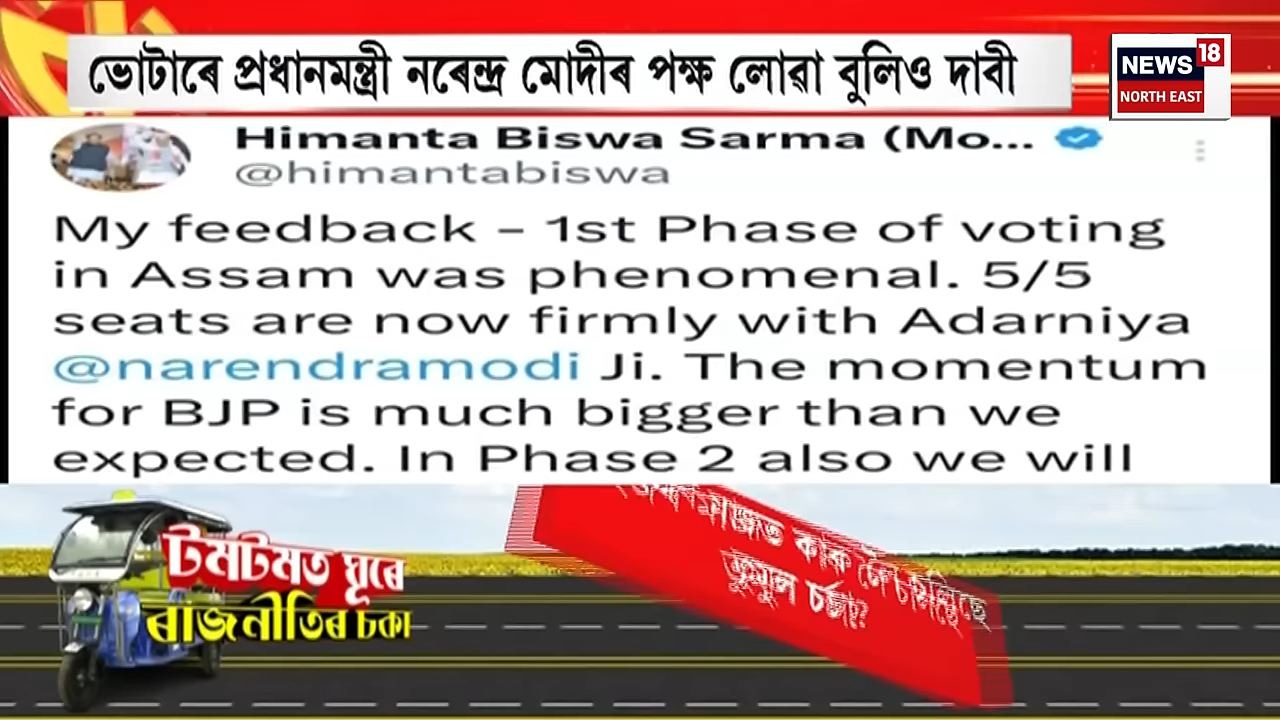 ভোটাৰে প্ৰধানমন্ত্ৰী নৰেন্দ্ৰ মোদীৰ পক্ষ লোৱা বুলিও দাবী
NEWS 18
NORTH EAST
Himanta Biswa Sarma (Mo...
@himantabiswa
My feedback – 1st Phase of voting
in Assam was phenomenal. 5/5
seats are now firmly with Adarniya
@narendramodi Ji. The momentum
for BJP is much bigger than we
expected. In Phase 2 also we will
টমটমত ঘূৰে
ৰাজনীতিৰ চকা
কাক লৈ চলিছে
তুমুল চৰ্চা?